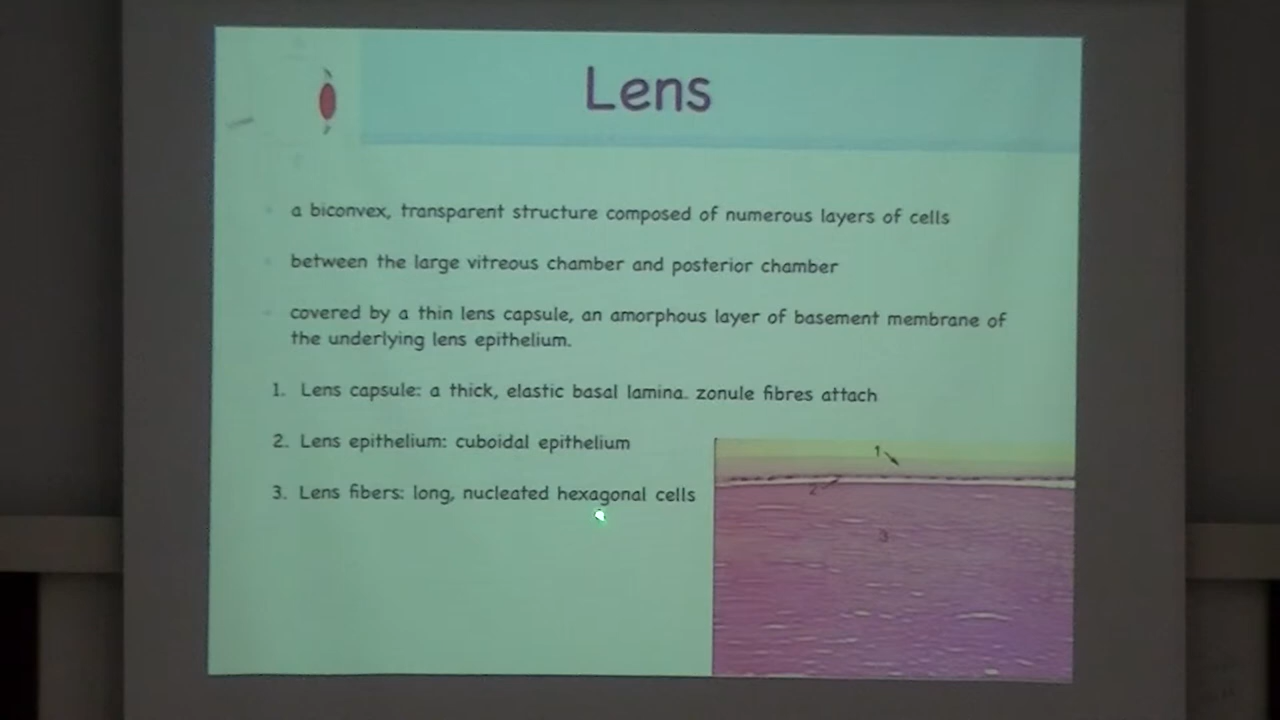 Lens
a biconvex, transparent structure composed of numerous layers of cells
between the large vitreous chamber and posterior chamber
covered by a thin lens capsule, an amorphous layer of basement membrane of
the underlying lens epithelium.
1. Lens capsule: a thick, elastic basal lamina. zonule fibres attach
2. Lens epithelium: cuboidal epithelium
3. Lens fibers: long, nucleated hexagonal cells
1
2
3